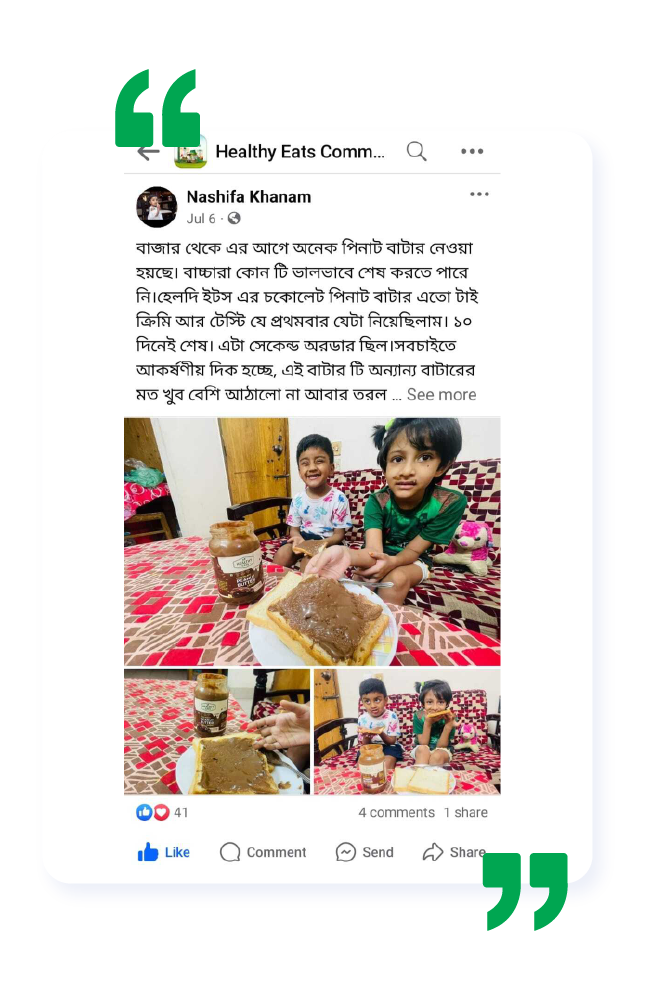 Healthy Eats Comm...
Nashifa Khanam
Jul 6 ·
বাজার থেকে এর আগে অনেক পিনাট বাটার নেওয়া
হয়ছে। বাচ্চারা কোন টি ভালভাবে শেষ করতে পারে
নি।হেলদি ইটস এর চকোলেট পিনাট বাটার এতো টাই
ক্রিমি আর টেস্টি যে প্রথমবার যেটা নিয়েছিলাম। ১০
দিনেই শেষ। এটা সেকেন্ড অরডার ছিল।সবচাইতে
আকর্ষণীয় দিক হচ্ছে, এই বাটার টি অন্যান্য বাটারের
মত খুব বেশি আঠালো না আবার তরল ... See more
PEANUT
BUTTER
41
4 comments 1 share
Like
Comment
Send
Share